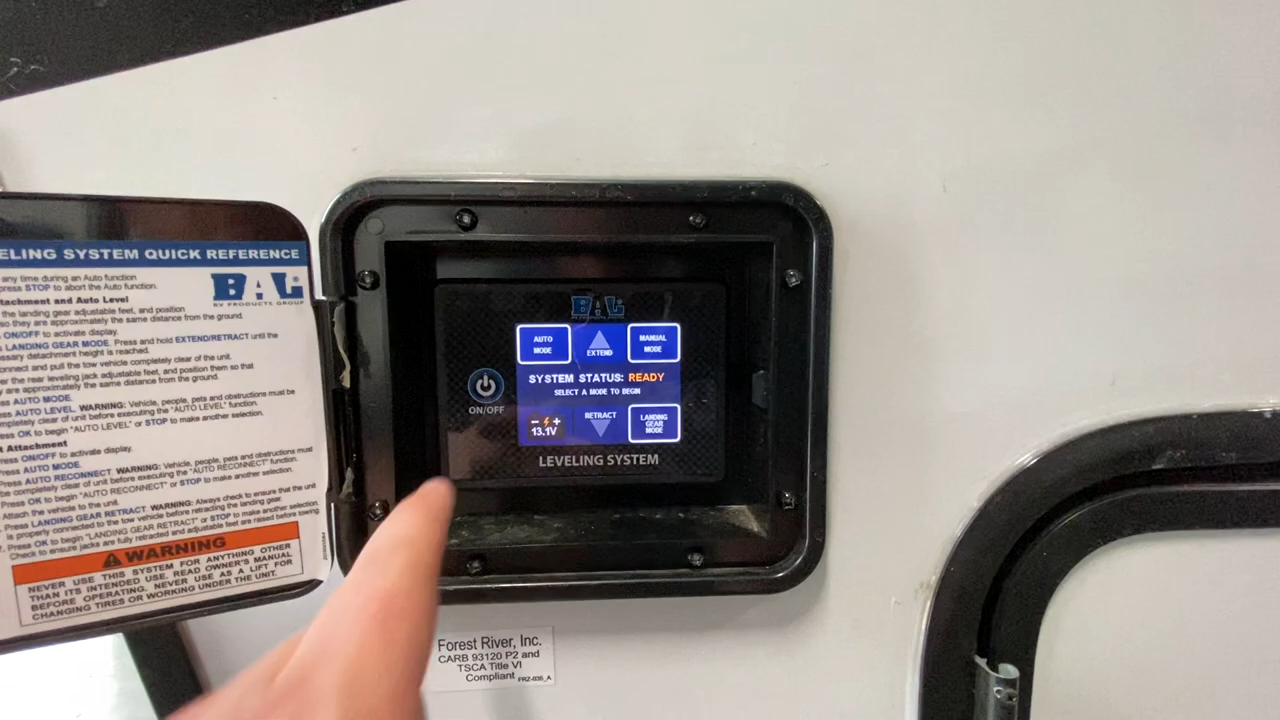 ELING SYSTEM QUICK REFERENCE
any time during an Auto function
press STOP to abort the Auto function.
BAL
RV PRODUCTS GROUP
tachment and Auto Level
the landing gear adjustable feet, and position
so they are approximately the same distance from the ground.
ON/OFF to activate display.
LANDING GEAR MODE. Press and hold EXTEND/RETRACT until the
ssary detachment height is reached.
onnect and pull the tow vehicle completely clear of the unit.
er the rear leveling jack adjustable feet, and position them so that
y are approximately the same distance from the ground.
ess AUTO MODE.
ess AUTO LEVEL. WARNING: Vehicle, people, pets and obstructions must be
mpletely clear of unit before executing the "AUTO LEVEL" function.
ess OK to begin "AUTO LEVEL" or STOP to make another selection.
t Attachment
Press ON/OFF to activate display.
Press AUTO MODE.
Press AUTO RECONNECT WARNING: Vehicle, people, pets and obstructions must
be completely clear of unit before executing the "AUTO RECONNECT" function.
Press OK to begin "AUTO RECONNECT" or STOP to make another selection.
Attach the vehicle to the unit.
Press LANDING GEAR RETRACT WARNING: Always check to ensure that the unit
is properly connected to the tow vehicle before retracting the landing gear.
Press OK to begin "LANDING GEAR RETRACT" or STOP to make another selection.
Check to ensure jacks are fully retracted and adjustable feet are raised before towing.
WARNING
NEVER USE THIS SYSTEM FOR ANYTHING OTHER
THAN ITS INTENDED USE. READ OWNER'S MANUAL
BEFORE OPERATING. NEVER USE AS A LIFT FOR
CHANGING TIRES OR WORKING UNDER THE UNIT.
BAL
AUTO
MODE
EXTEND
MANUAL
MODE
SYSTEM STATUS: READY
SELECT A MODE TO BEGIN
ON/OFF
13.1V
RETRACT
LANDING
GEAR
MODE
LEVELING SYSTEM
Forest River, Inc.
CARB 93120 P2 and
TSCA Title VI
Compliant
FRZ-035_A